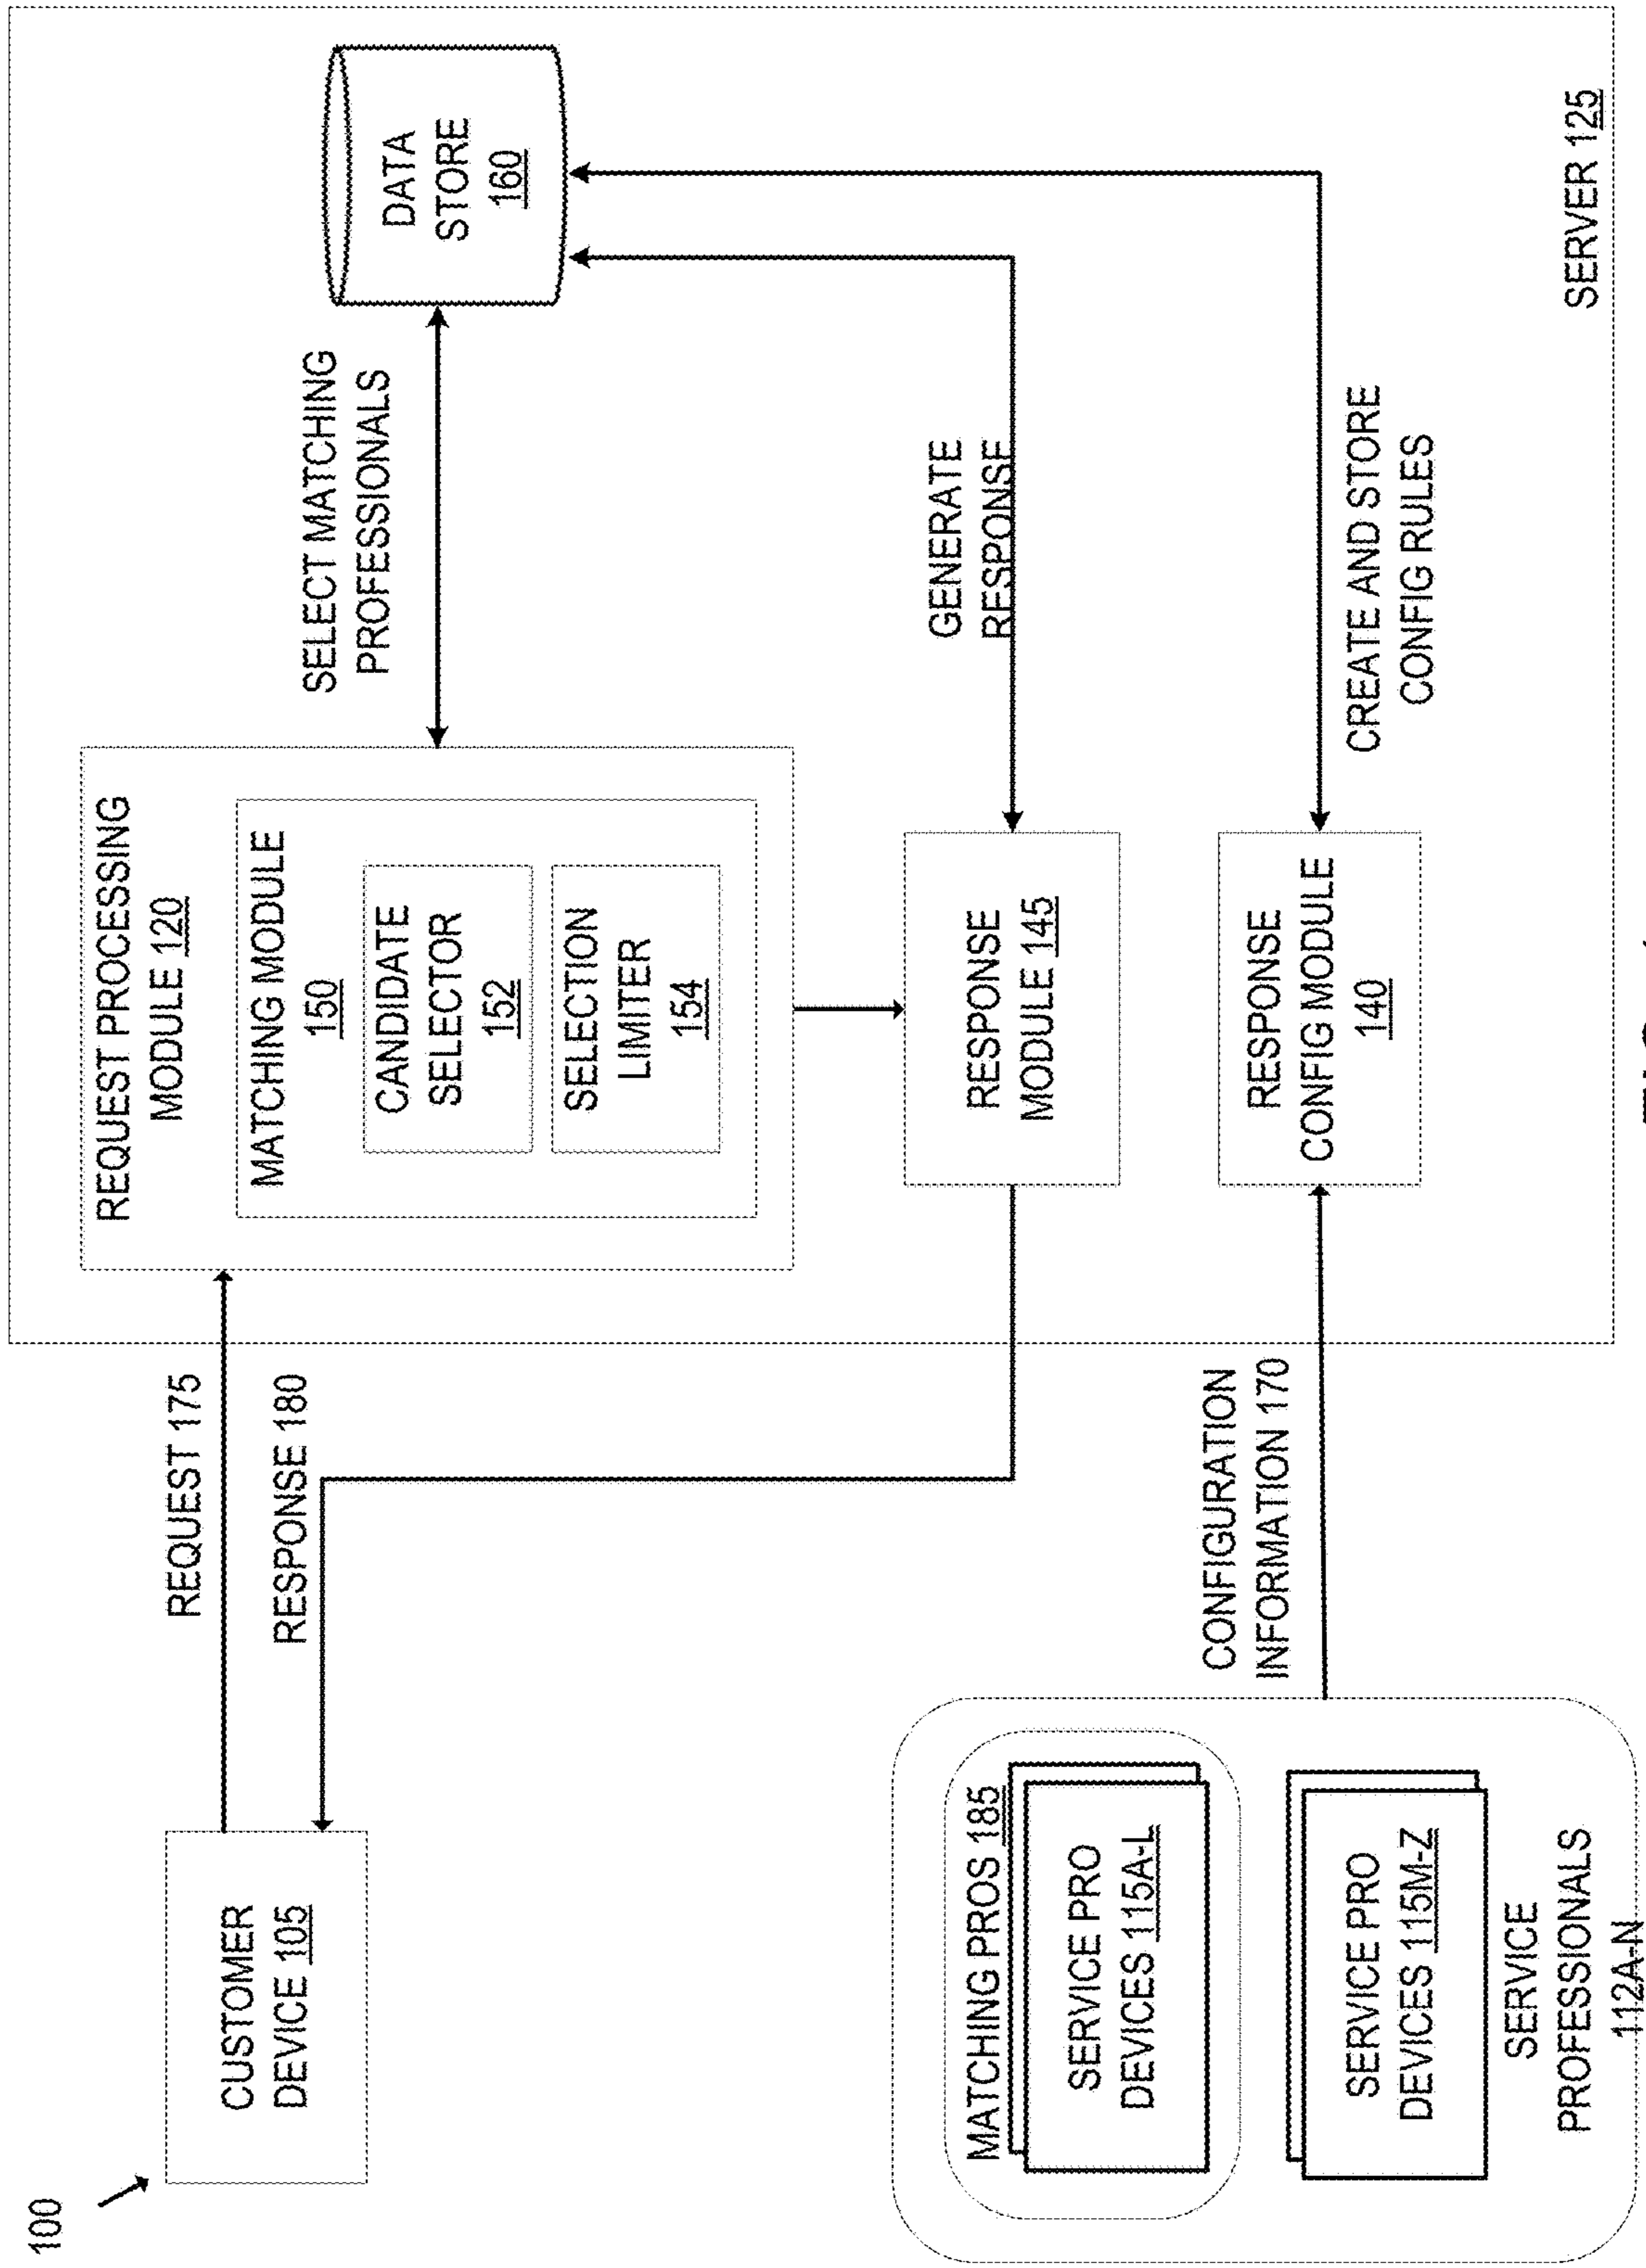 100
CUSTOMER
DEVICE 105
REQUEST 175
RESPONSE 180
REQUEST PROCESSING
MODULE 120
MATCHING MODULE
150
CANDIDATE
SELECTOR
152
SELECTION
LIMITER
154
SELECT MATCHING
PROFESSIONALS
DATA
STORE
160
GENERATE
RESPONSE
RESPONSE
MODULE 145
RESPONSE
CONFIG MODULE
140
CREATE AND STORE
CONFIG RULES
SERVER 125
CONFIGURATION
INFORMATION 170
MATCHING PROS 185
SERVICE PRO
DEVICES 115A-L
SERVICE PRO
DEVICES 115M-Z
SERVICE
PROFESSIONALS
112A-N